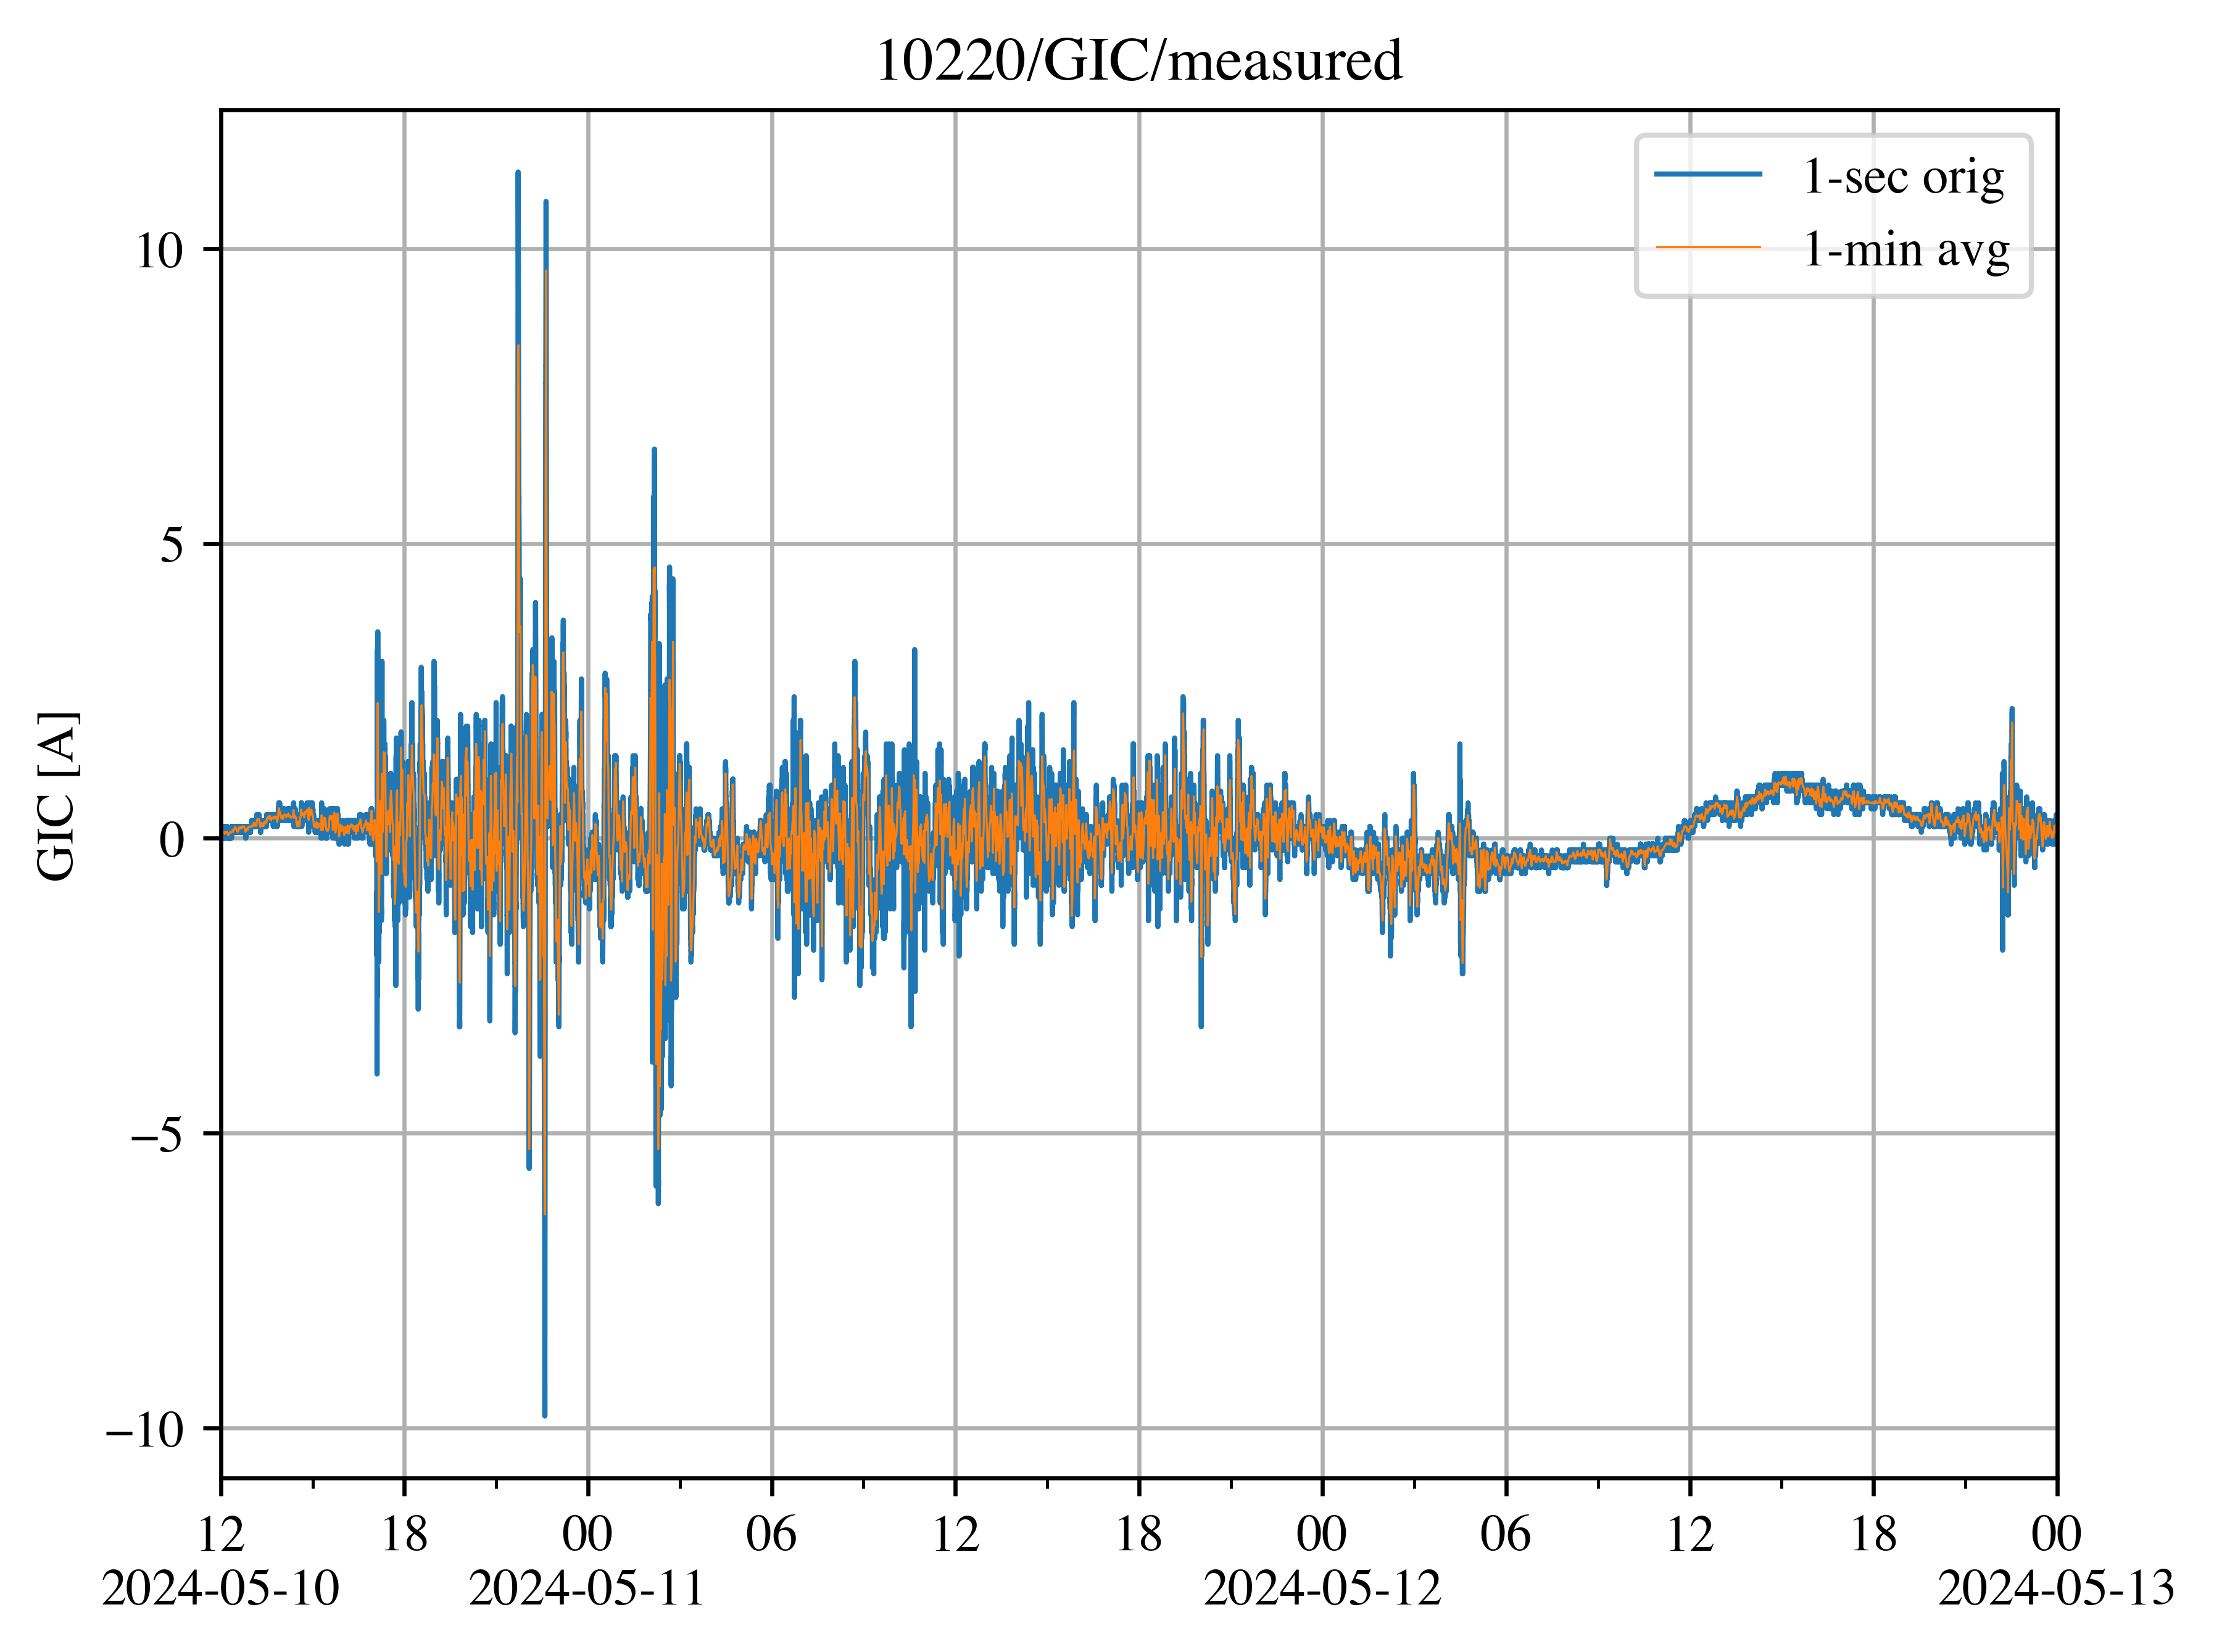 10220/GIC/measured
1-sec orig
1-min avg
GIC [A]
10
5
0
−5
−10
12 18 00 06 12 18 00 06 12 18 00
2024-05-10 2024-05-11 2024-05-12 2024-05-13